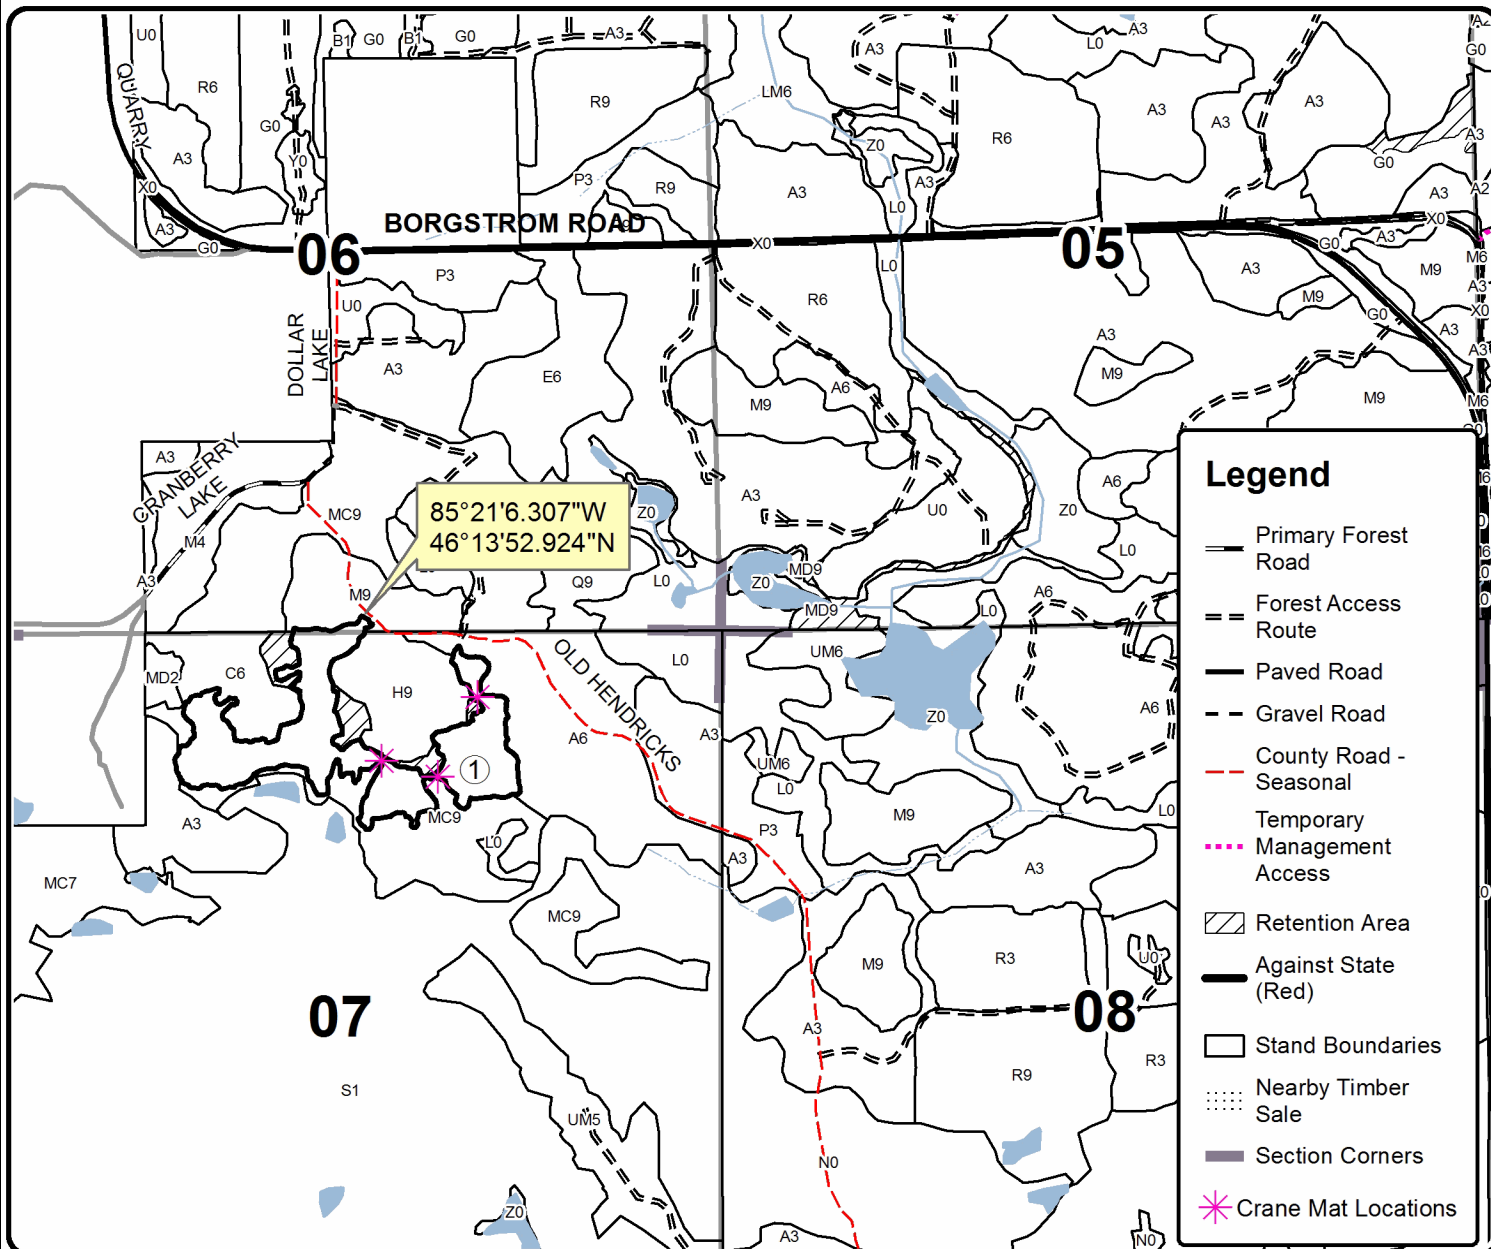 U0
B1
G0
B1
G0
A3
A3
L0
A3
G0
QUARRY
R6
R9
LM6
A3
A3
G0
R6
A3
A3
A3
Y0
Z0
G0
X0
P3
R9
A3
A3
A3
A2
A3
L0
X0
BORGSTROM ROAD
G0
06
X0
05
G0
A3
P3
L0
A3
M9
M6
U0
R6
M9
A3
X0
DOLLAR
LAKE
G0
A3
A3
A3
A3
E6
A6
M9
M9
M9
M6
CRANBERRY
LAKE
A3
A6
MC9
85°21'6.307"W
46°13'52.924"N
Z0
A3
U0
Z0
M4
L0
A3
M9
Q9
L0
Z0
MD9
MD9
L0
A6
OLD HENDRICKS
MD2
C6
H9
L0
UM6
Z0
A6
A6
A3
UM6
1
L0
MC9
M9
L0
A3
L0
P3
A3
A3
MC7
MC9
M9
R3
U0
07
A3
08
S1
R9
R3
UM5
N0
Z0
A3
N0
Legend
Primary Forest
Road
Forest Access
Route
Paved Road
Gravel Road
County Road -
Seasonal
Temporary
Management
Access
Retention Area
Against State
(Red)
Stand Boundaries
Nearby Timber
Sale
Section Corners
Crane Mat Locations